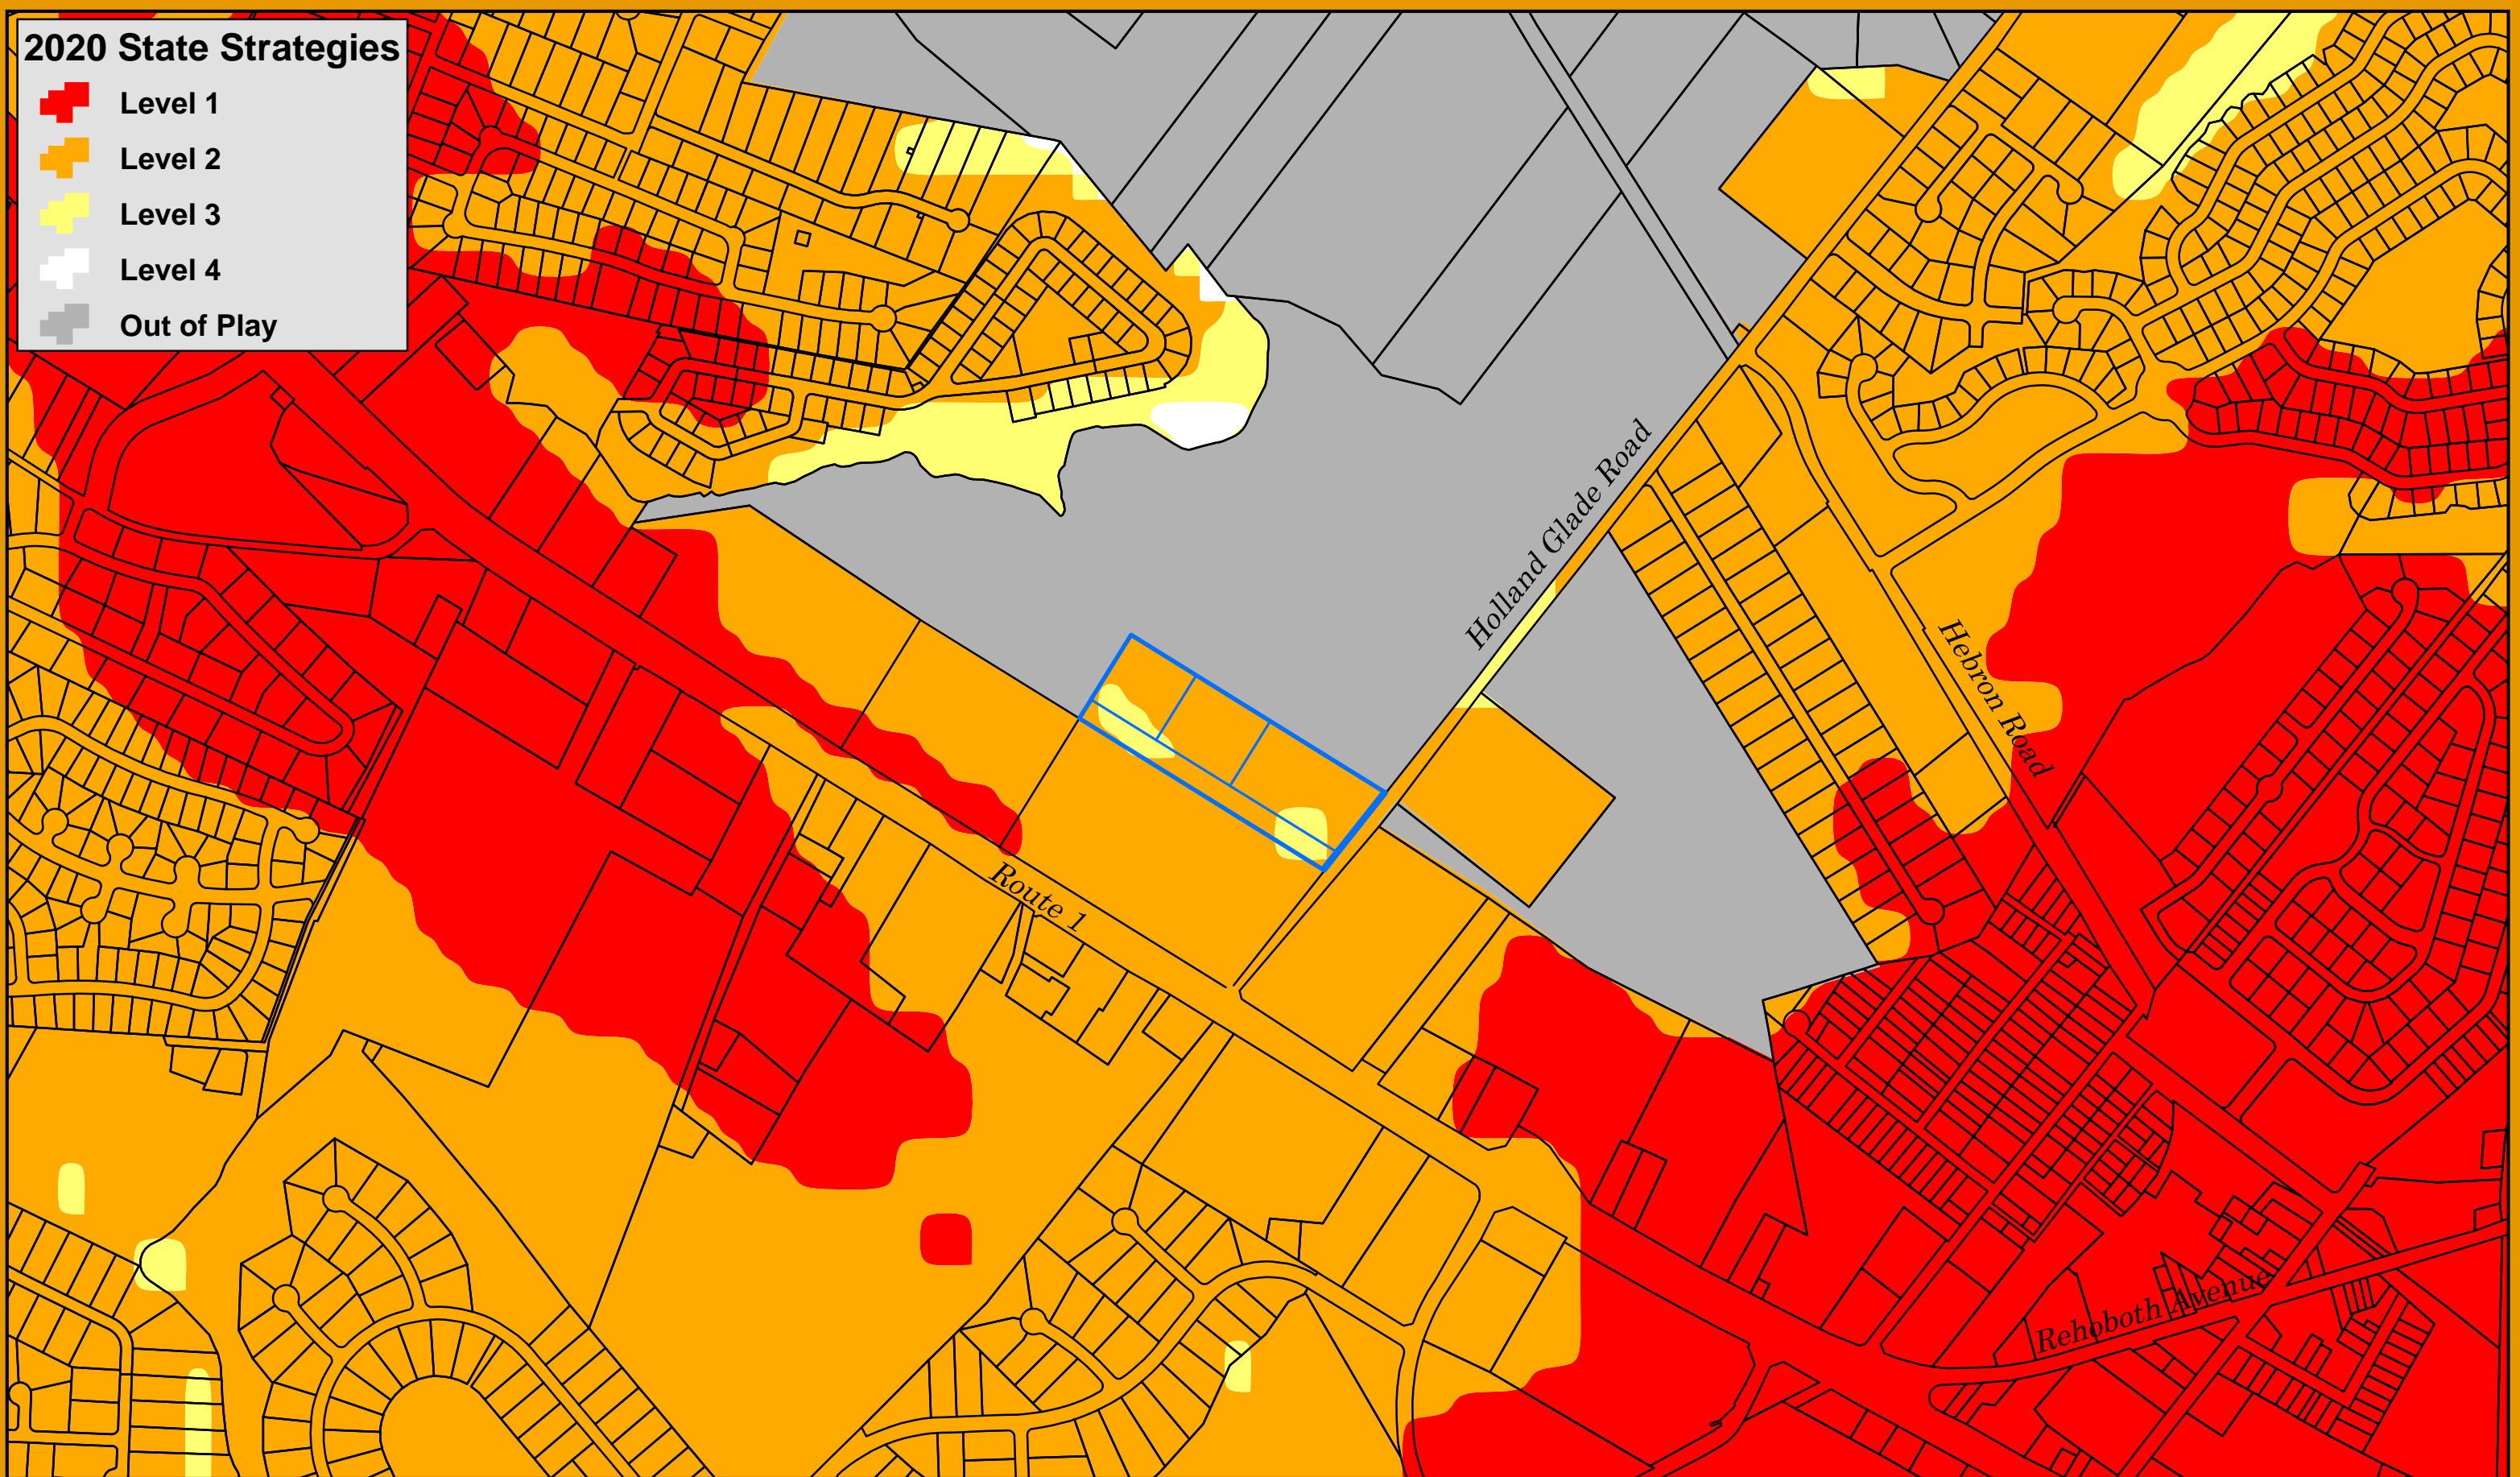 2020 State Strategies
Level 1
Level 2
Level 3
Level 4
Out of Play
Holland Glade Road
Hebron Road
Route 1
Rehoboth Avenue